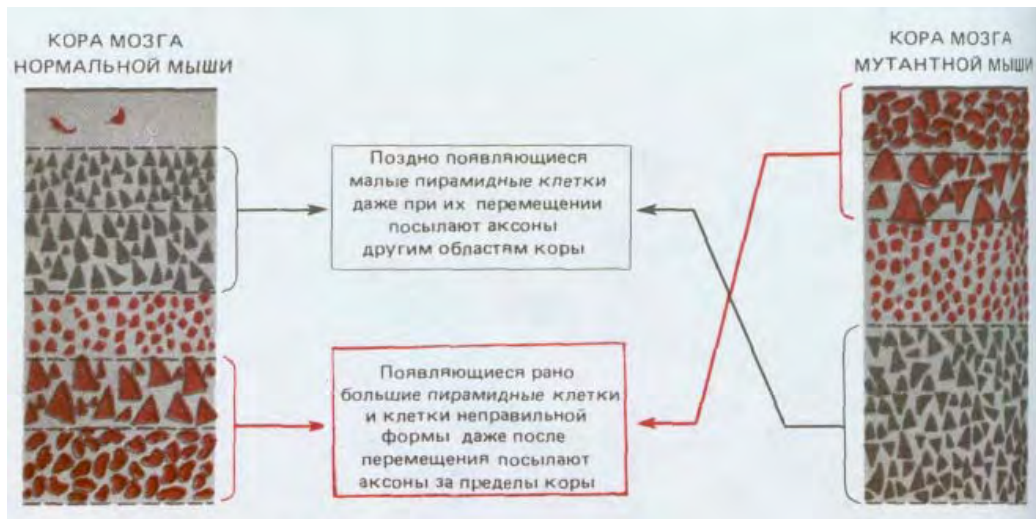 КОРА МОЗГА
НОРМАЛЬНОЙ МЫШИ
Поздно появляющиеся
малые пирамидные клетки
даже при их перемещении
посылают аксоны
другим областям коры
Появляющиеся рано
большие пирамидные клетки
и клетки неправильной
формы даже после
перемещения посылают
аксоны за пределы коры
КОРА МОЗГА
МУТАНТНОЙ МЫШИ